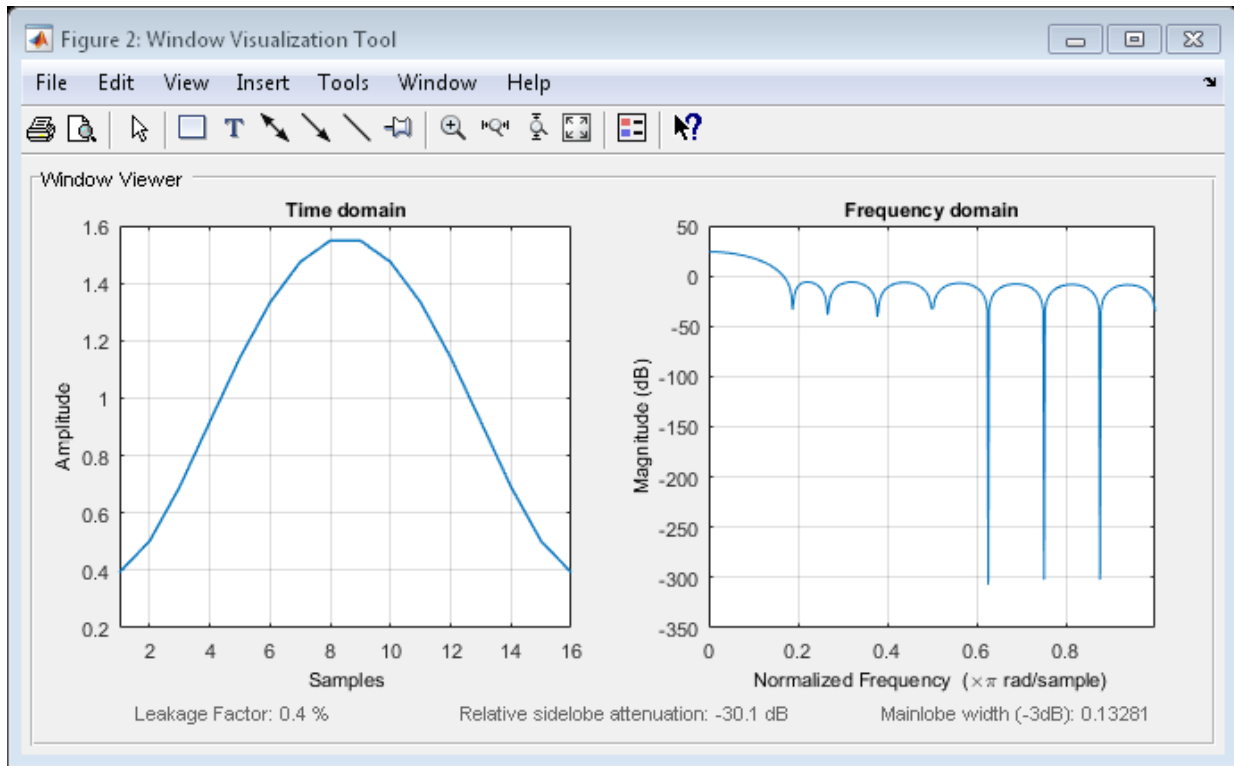 Figure 2: Window Visualization Tool
File Edit View Insert Tools Window Help
T
?
Window Viewer
Time domain
1.6
1.4
1.2
1
0.8
0.6
0.4
0.2
Amplitude
2 4 6 8 10 12 14 16
Samples
Frequency domain
50
0
-50
-100
-150
-200
-250
-300
-350
Magnitude (dB)
0 0.2 0.4 0.6 0.8
Normalized Frequency (×π rad/sample)
Leakage Factor: 0.4 % Relative sidelobe attenuation: -30.1 dB Mainlobe width (-3dB): 0.13281